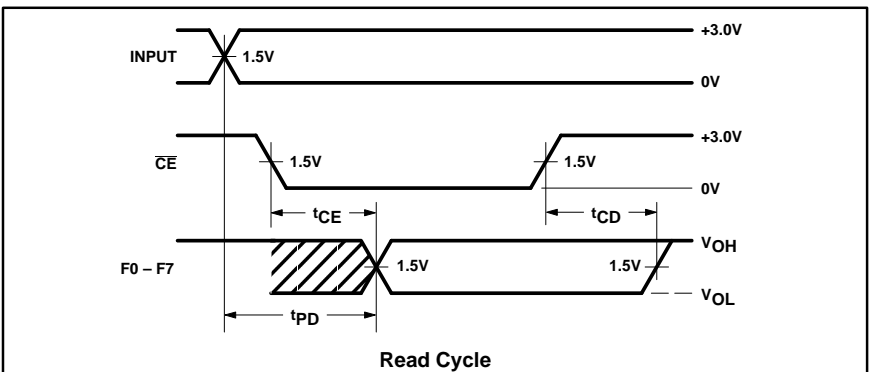 +3.0V
INPUT
1.5V
0V
+3.0V
CE
1.5V
1.5V
0V
tCE
tCD
VOH
F0 – F7
1.5V
1.5V
VOL
tPD
Read Cycle